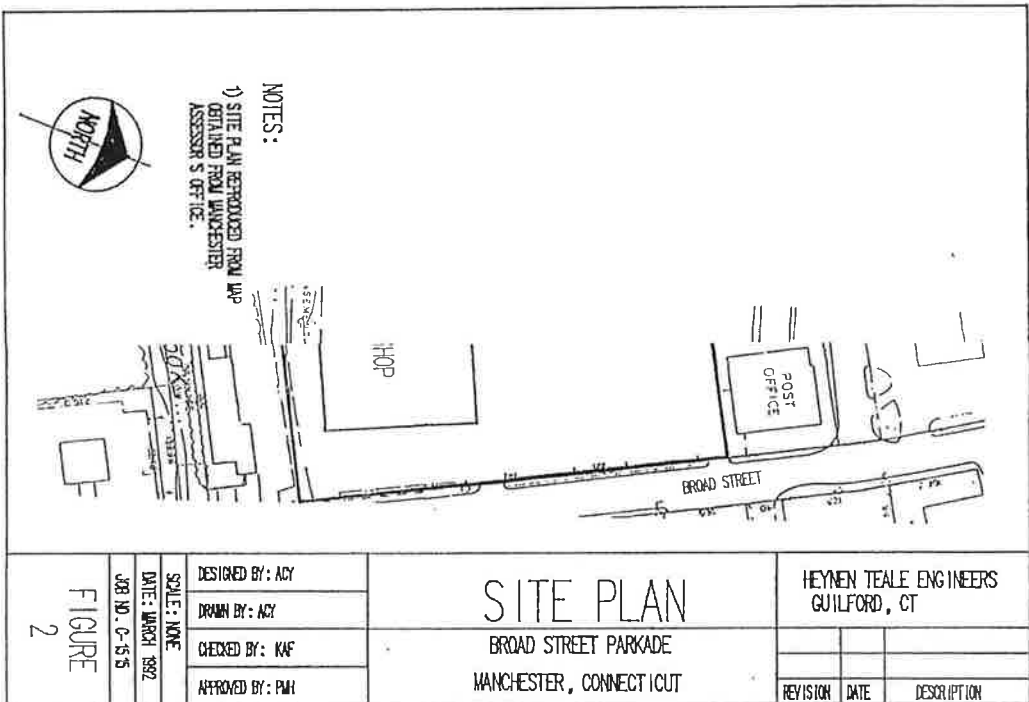 NOTES:
1) SITE PLAN REPRODUCED FROM MAP
OBTAINED FROM MANCHESTER
ASSESSOR S OFFICE.
NORTH
POST
OFFICE
BROAD STREET
FIGURE
2
JOB NO. C-1515
DATE: MARCH 1992
SCALE: NONE
DESIGNED BY: ACY
DRAWN BY: ACY
CHECKED BY: KAF
APPROVED BY: PMH
SITE PLAN
BROAD STREET PARKADE
MANCHESTER, CONNECTICUT
HEYNEN TEALE ENGINEERS
GUILFORD, CT
REVISION DATE DESCRIPTION